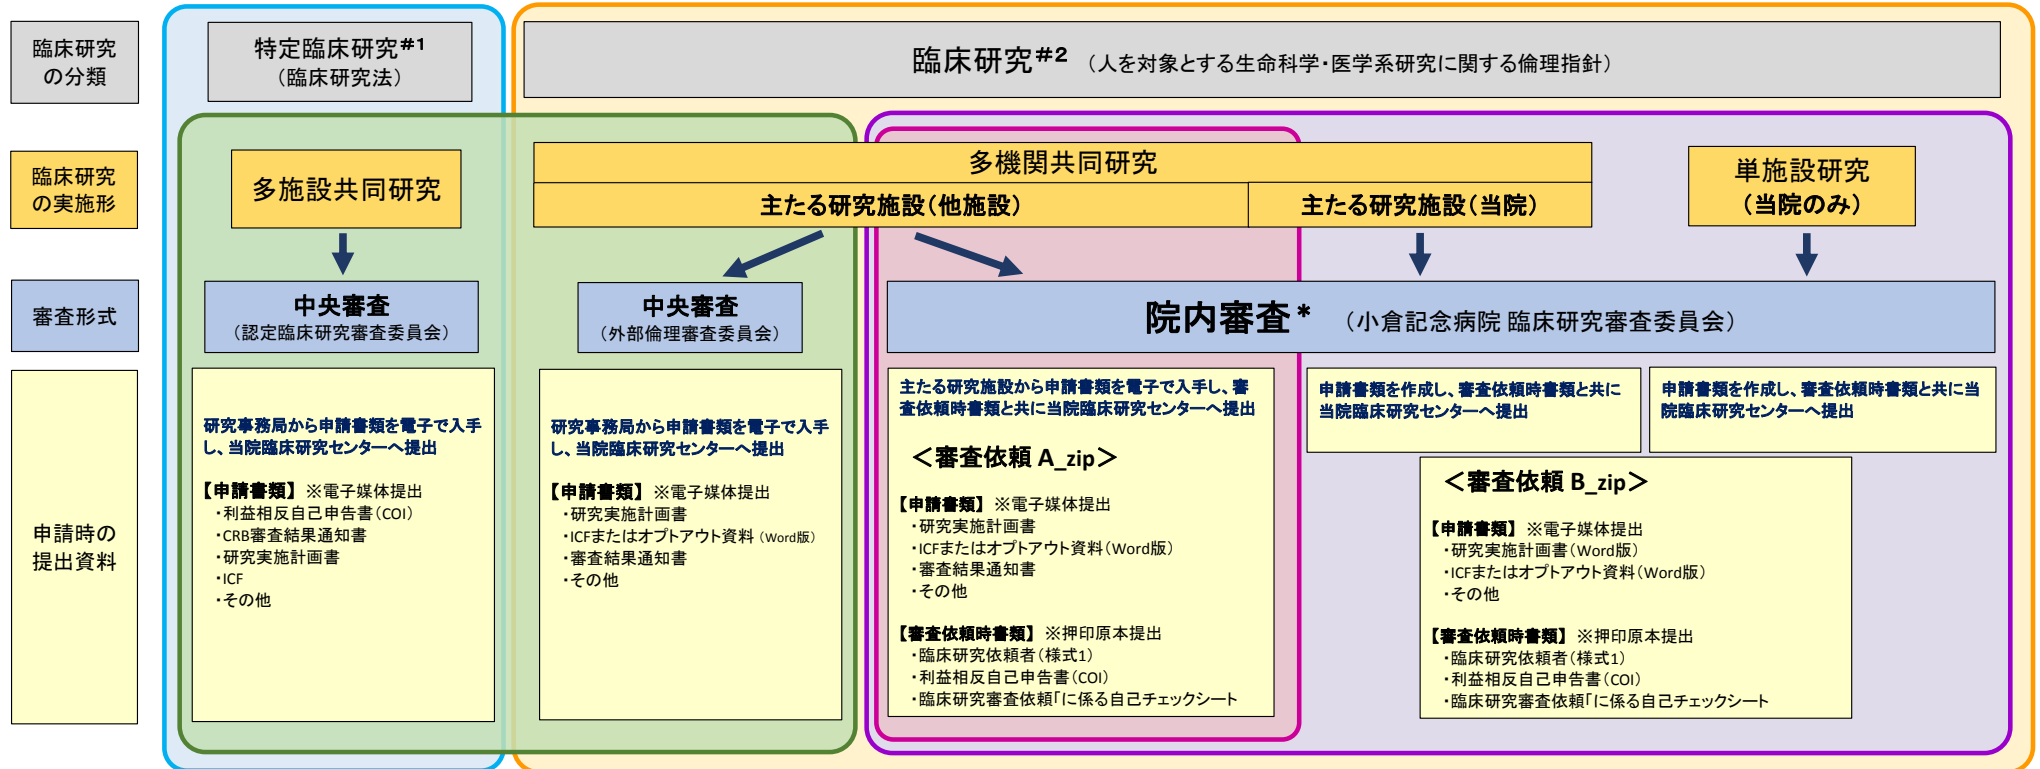 臨床研究
の分類
特定臨床研究#1
（臨床研究法）
臨床研究#2 （人を対象とする生命科学・医学系研究に関する倫理指針）
臨床研究
の実施形
多施設共同研究
多機関共同研究
主たる研究施設（他施設）
主たる研究施設（当院）
単施設研究
（当院のみ）
審査形式
中央審査
（認定臨床研究審査委員会）
中央審査
（外部倫理審査委員会）
院内審査* （小倉記念病院 臨床研究審査委員会）
申請時の
提出資料
研究事務局から申請書類を電子で入手
し、当院臨床研究センターへ提出
【申請書類】 ※電子媒体提出
・利益相反自己申告書（COI）
・CRB審査結果通知書
・研究実施計画書
・ICF
・その他
研究事務局から申請書類を電子で入手
し、当院臨床研究センターへ提出
【申請書類】 ※電子媒体提出
・研究実施計画書
・ICFまたはオプトアウト資料（Word版）
・審査結果通知書
・その他
主たる研究施設から申請書類を電子で入手し、審
査依頼時書類と共に当院臨床研究センターへ提出
＜審査依頼 A_zip＞
【申請書類】 ※電子媒体提出
・研究実施計画書
・ICFまたはオプトアウト資料（Word版）
・審査結果通知書
・その他
【審査依頼時書類】 ※押印原本提出
・臨床研究依頼者（様式1）
・利益相反自己申告書（COI）
・臨床研究審査依頼「に係る自己チェックシート
申請書類を作成し、審査依頼時書類と共に
当院臨床研究センターへ提出
申請書類を作成し、審査依頼時書類と共に当
院臨床研究センターへ提出
＜審査依頼 B_zip＞
【申請書類】 ※電子媒体提出
・研究実施計画書（Word版）
・ICFまたはオプトアウト資料（Word版）
・その他
【審査依頼時書類】 ※押印原本提出
・臨床研究依頼者（様式1）
・利益相反自己申告書（COI）
・臨床研究審査依頼「に係る自己チェックシート